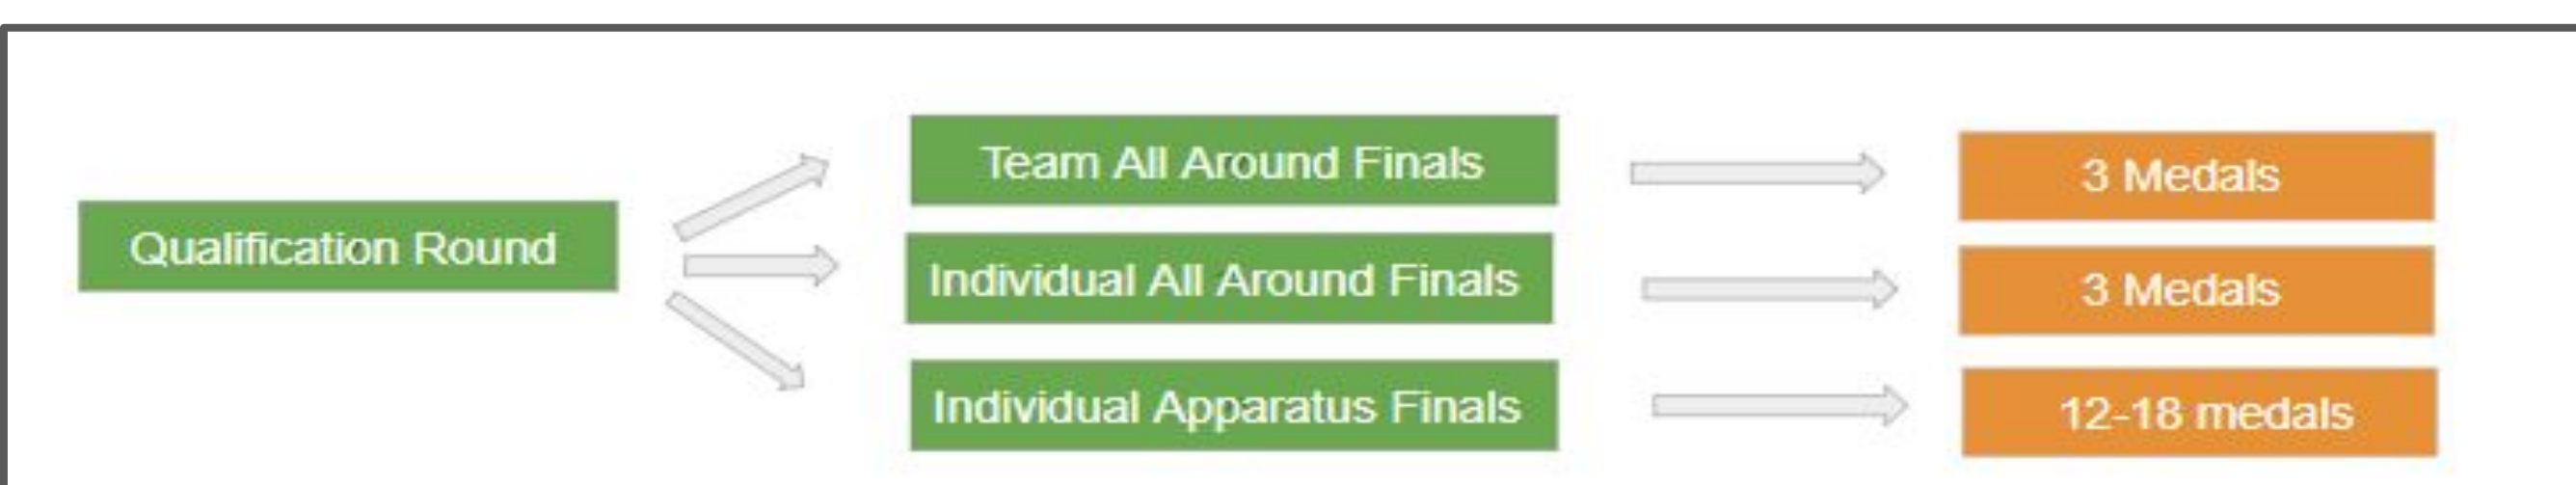 Qualification Round
Team All Around Finals
3 Medals
Individual All Around Finals
3 Medals
Individual Apparatus Finals
12-18 medals